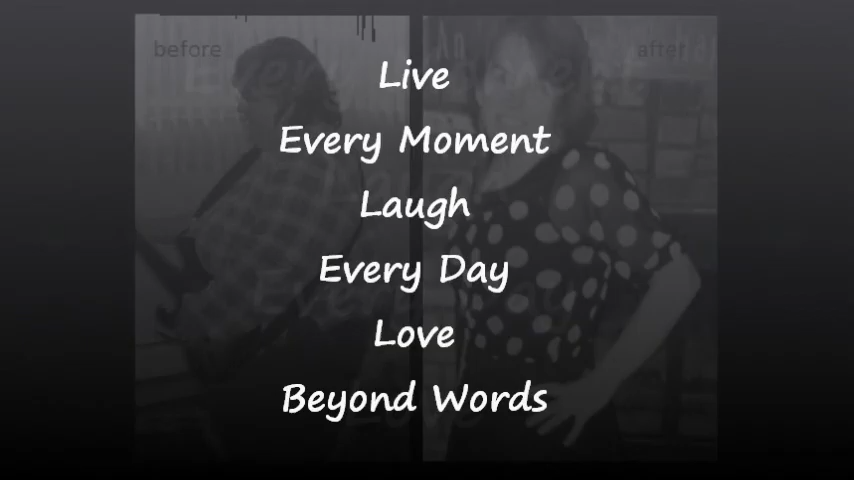 before
after
Live
Every Moment
Laugh
Every Day
Love
Beyond Words